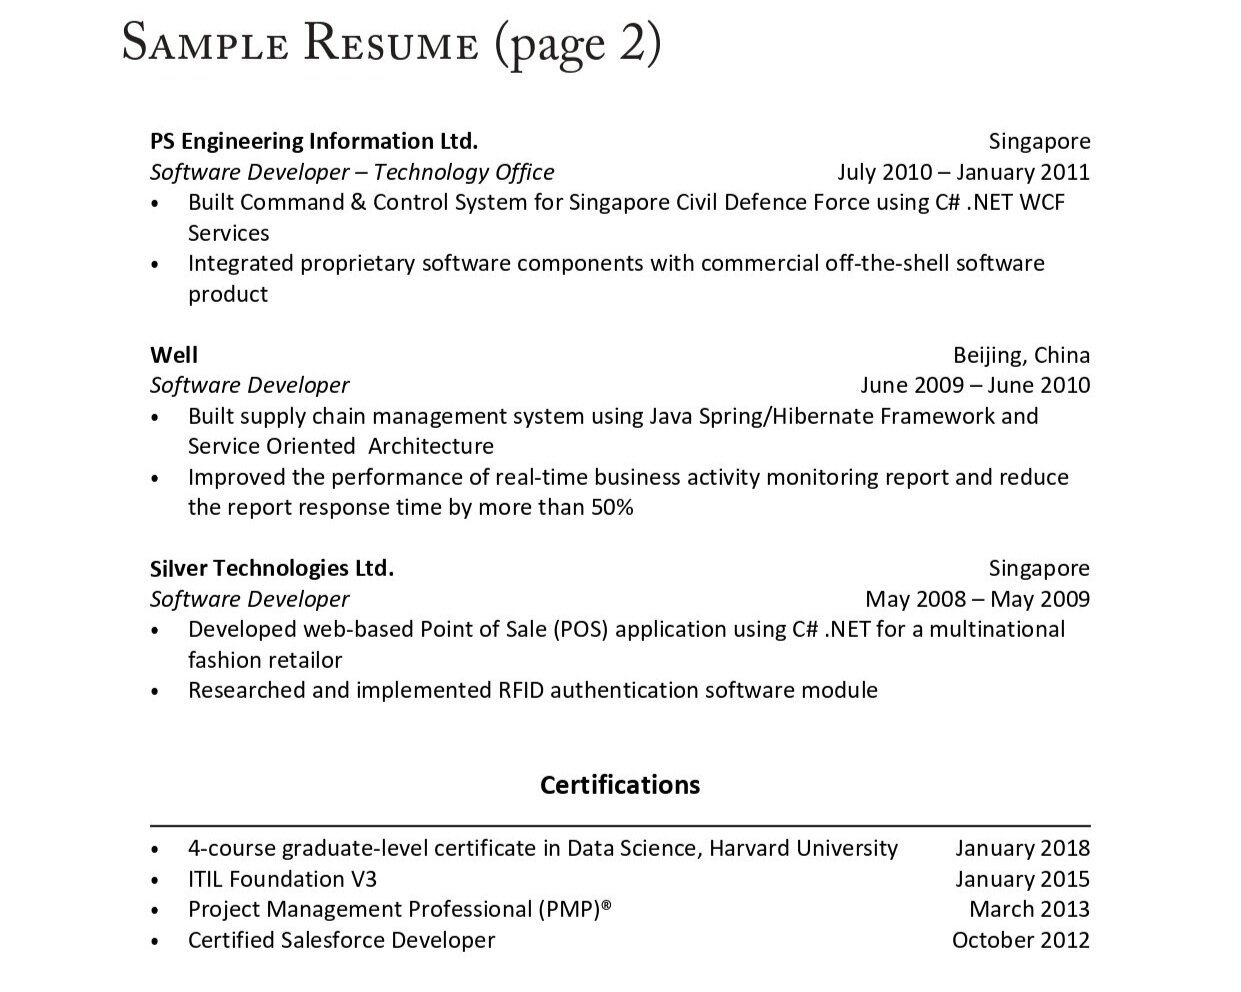 SAMPLE RESUME (page 2)
PS Engineering Information Ltd. Singapore
Software Developer – Technology Office July 2010 – January 2011
• Built Command & Control System for Singapore Civil Defence Force using C# .NET WCF
Services
• Integrated proprietary software components with commercial off-the-shell software
product
Well Beijing, China
Software Developer June 2009 – June 2010
• Built supply chain management system using Java Spring/Hibernate Framework and
Service Oriented  Architecture
• Improved the performance of real-time business activity monitoring report and reduce
the report response time by more than 50%
Silver Technologies Ltd. Singapore
Software Developer May 2008 – May 2009
• Developed web-based Point of Sale (POS) application using C# .NET for a multinational
fashion retailor
• Researched and implemented RFID authentication software module
Certifications
• 4-course graduate-level certificate in Data Science, Harvard University January 2018
• ITIL Foundation V3 January 2015
• Project Management Professional (PMP)® March 2013
• Certified Salesforce Developer October 2012